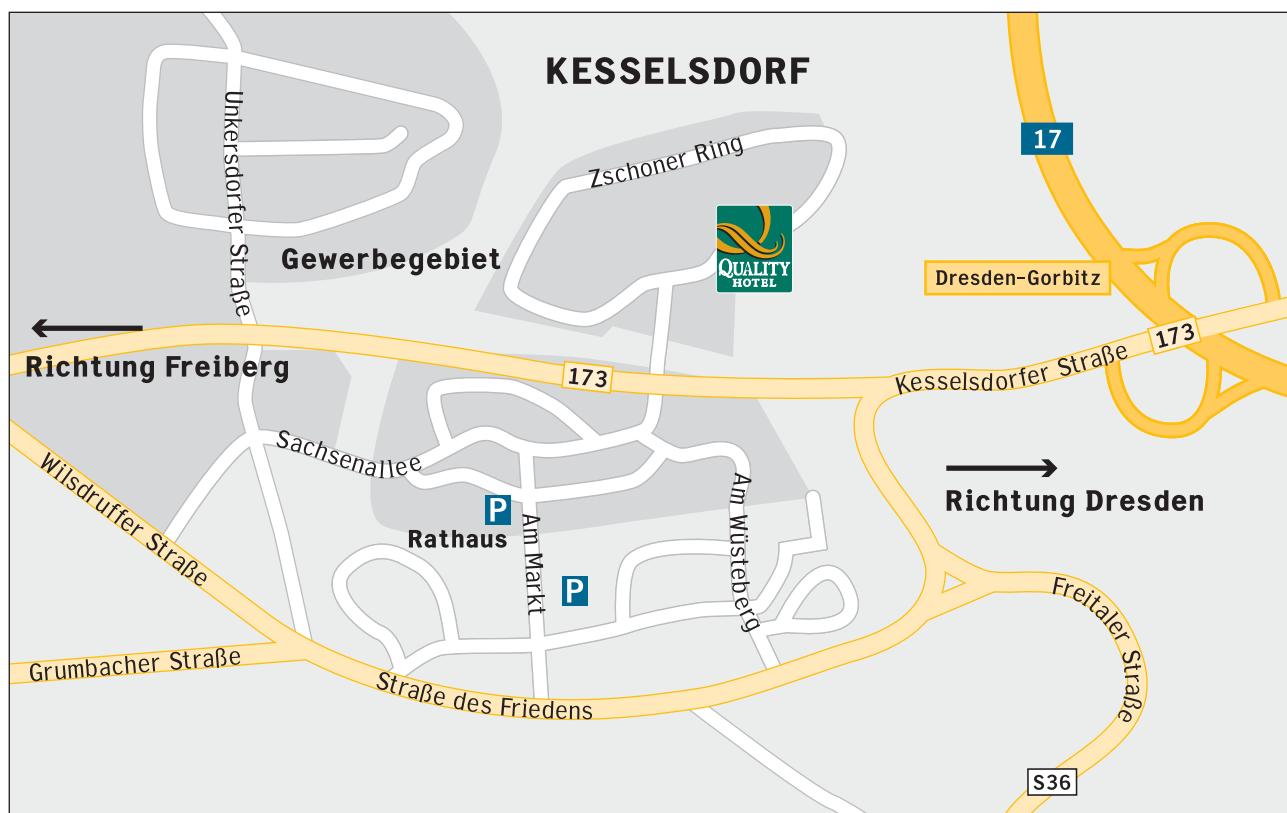 KESSELSDORF
Unkersdorfer Straße
Zschoner Ring
17
Gewerbegebiet
QUALITY
HOTEL
Dresden-Gorbitz
Richtung Freiberg
173
173
Kesselsdorfer Straße
Sachsenallee
Wilsdruffer Straße
P
Rathaus
Am Markt
P
Am Wüsteberg
Richtung Dresden
Freitaler Straße
Grumbacher Straße
Straße des Friedens
S36